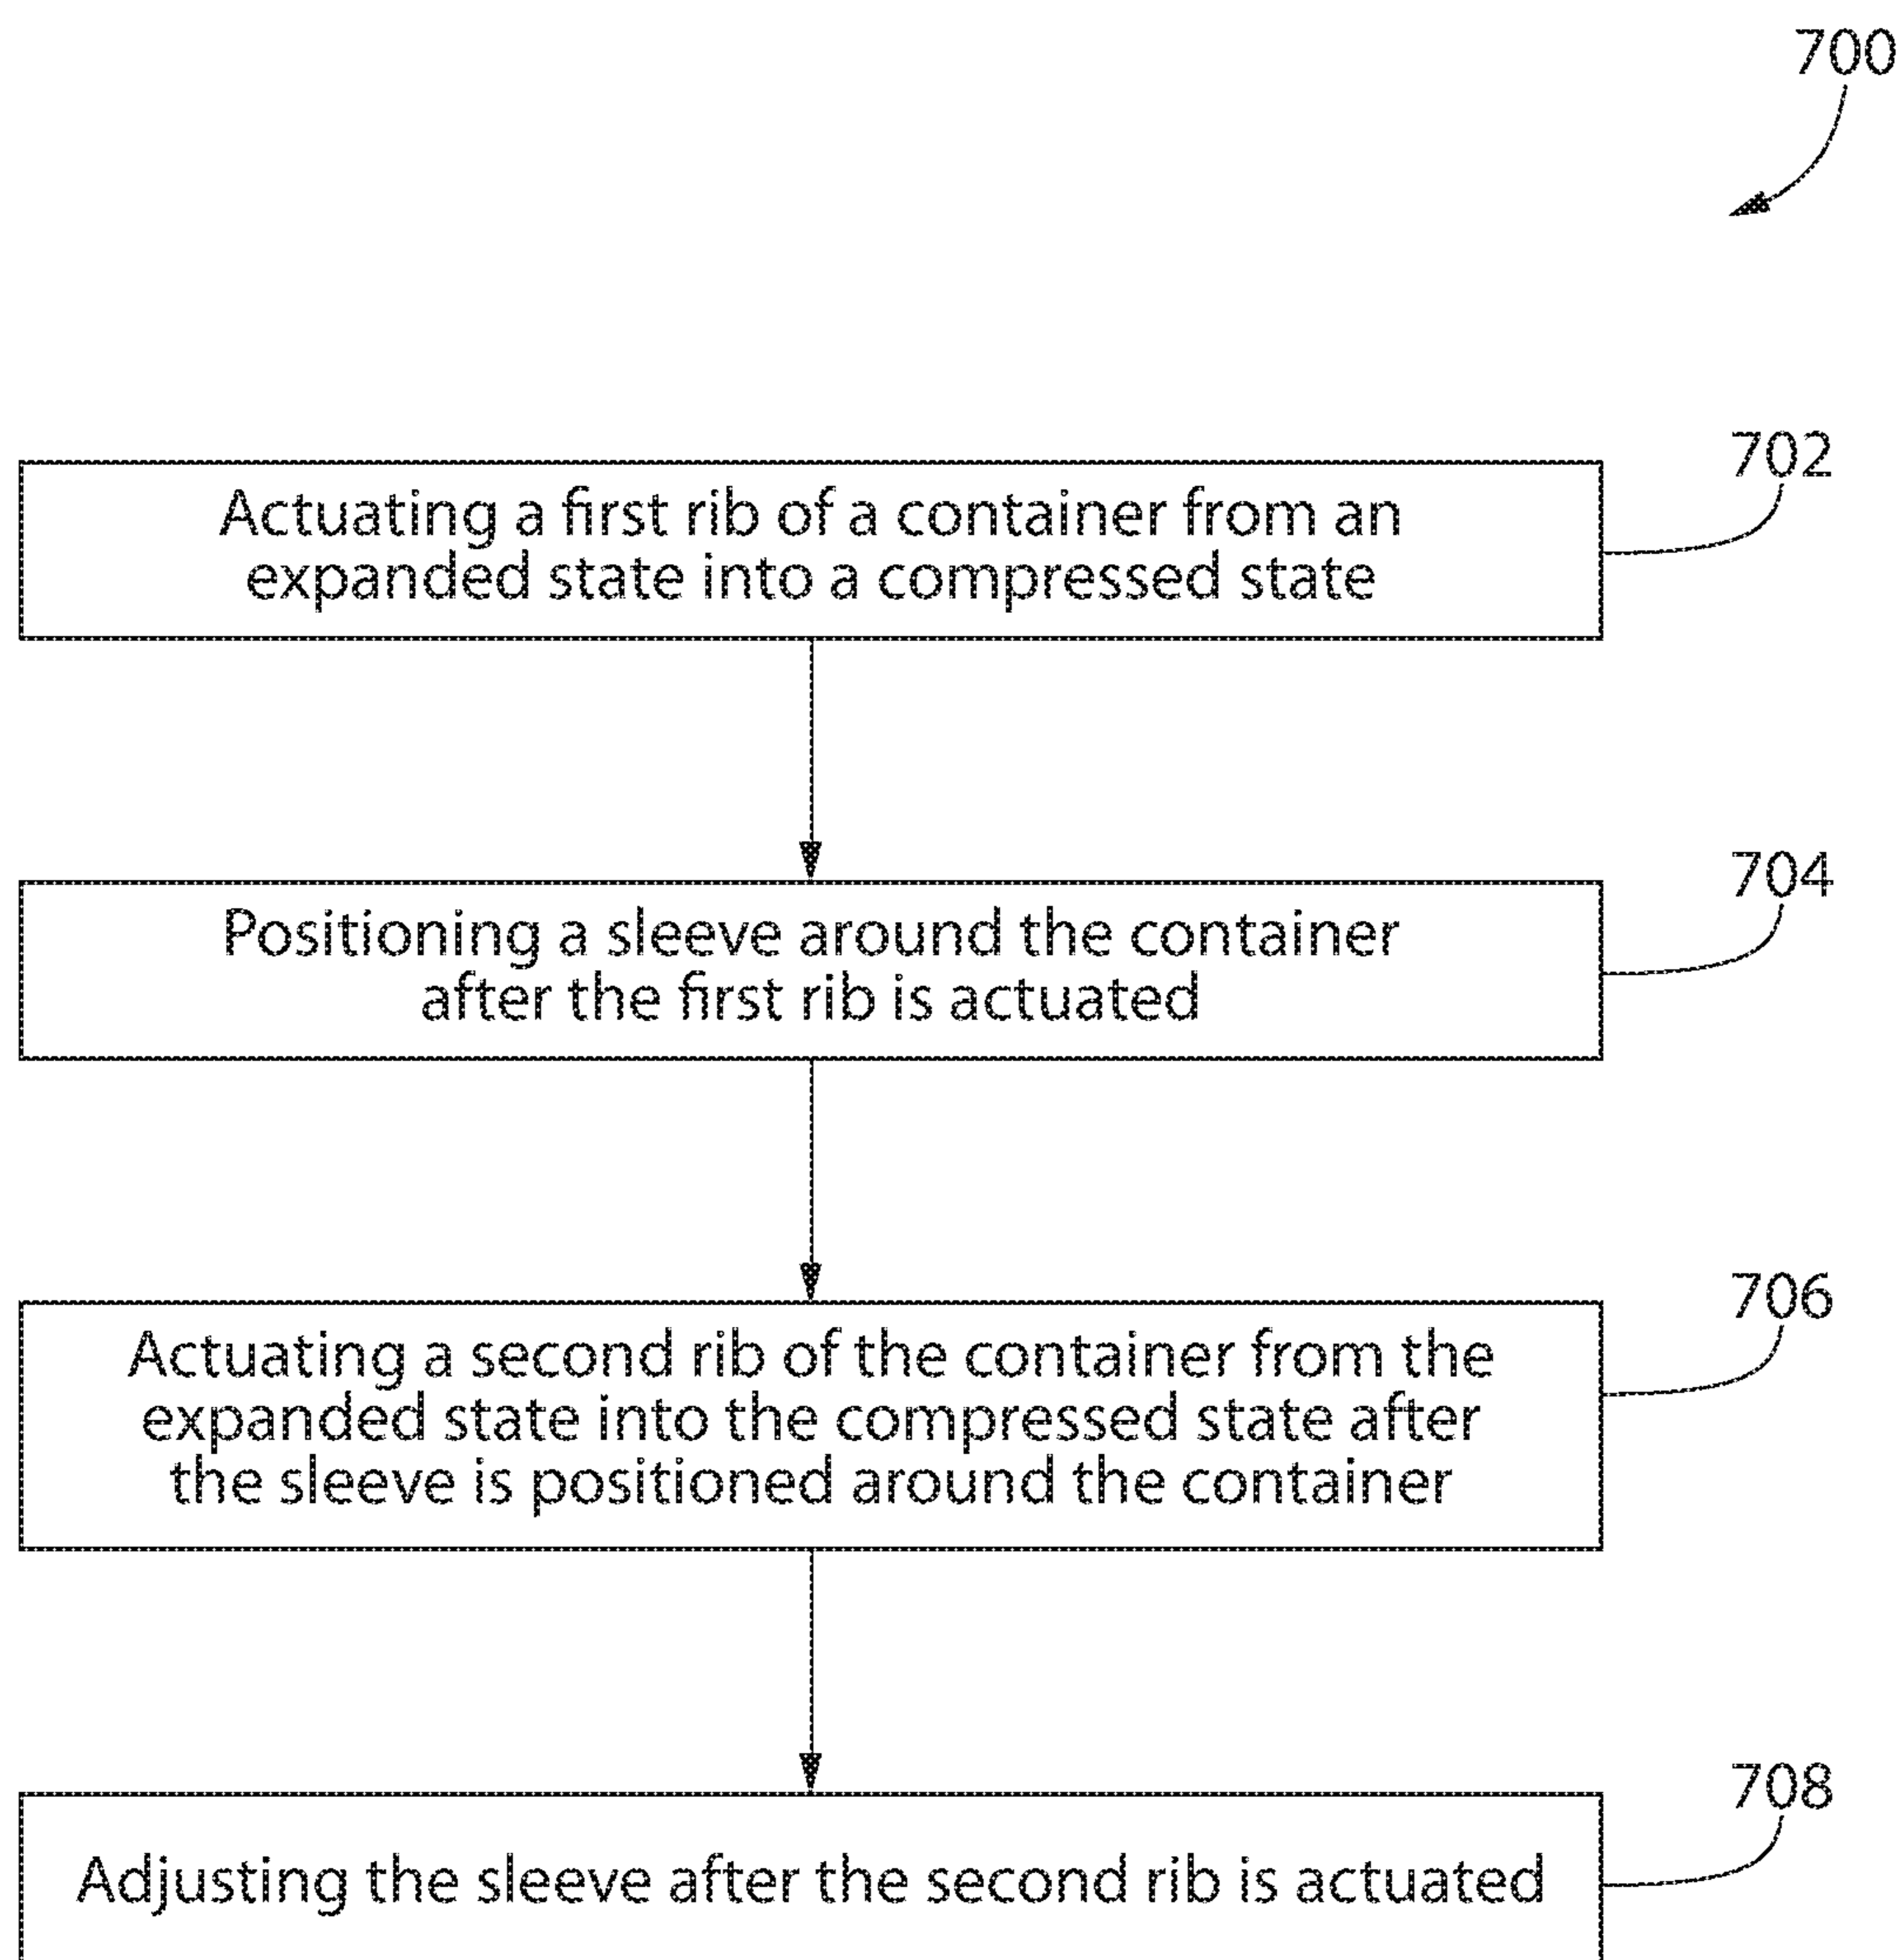 700
702
Actuating a first rib of a container from an
expanded state into a compressed state
704
Positioning a sleeve around the container
after the first rib is actuated
706
Actuating a second rib of the container from the
expanded state into the compressed state after
the sleeve is positioned around the container
708
Adjusting the sleeve after the second rib is actuated